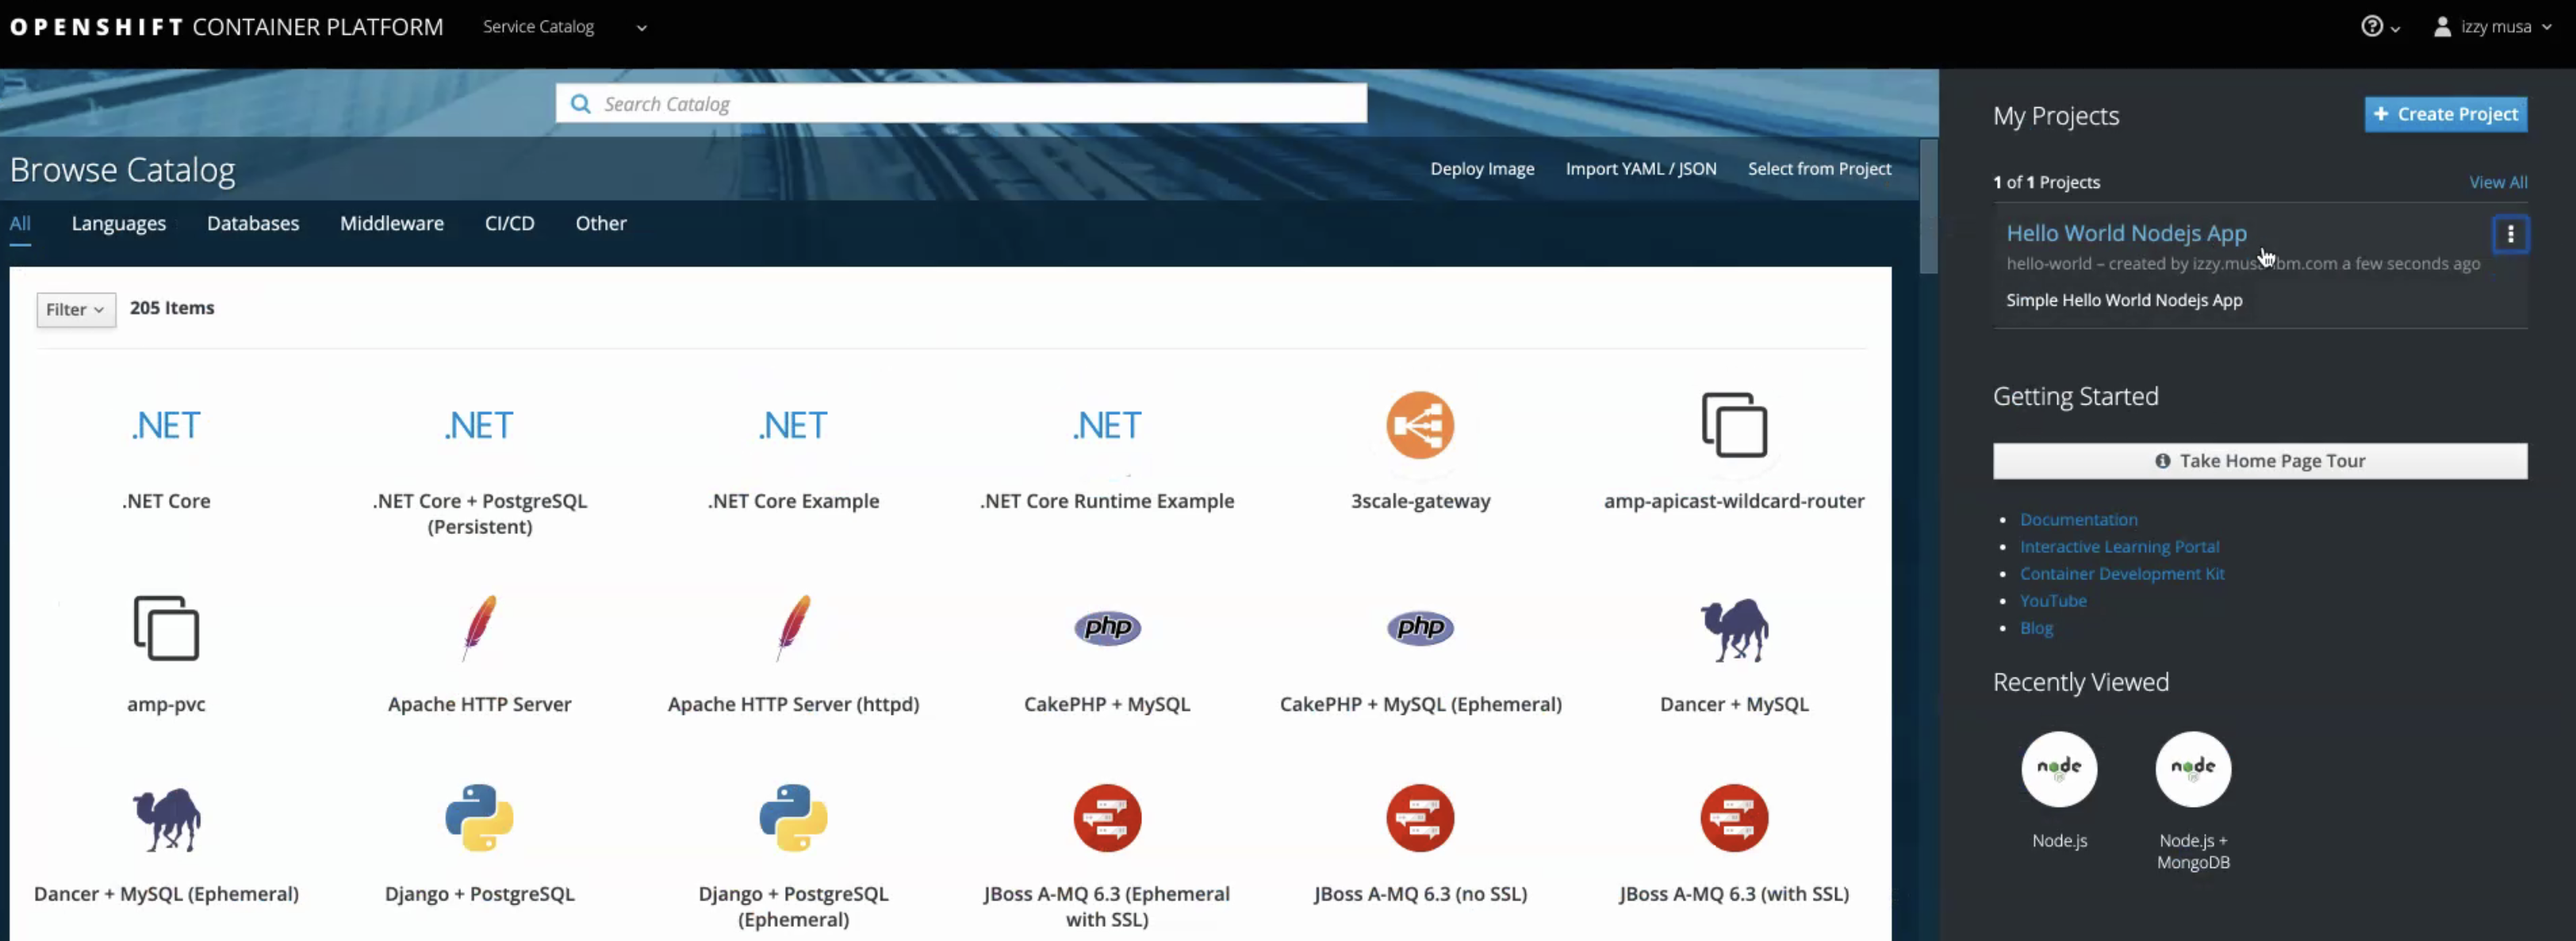 OPENSHIFT CONTAINER PLATFORM
Service Catalog
izzy musa
Search Catalog
Browse Catalog
Deploy Image
Import YAML / JSON
Select from Project
All
Languages
Databases
Middleware
CI/CD
Other
Filter
205 Items
.NET
.NET
.NET
.NET
.NET Core
.NET Core + PostgreSQL
(Persistent)
.NET Core Example
.NET Core Runtime Example
3scale-gateway
amp-apicast-wildcard-router
php
php
amp-pvc
Apache HTTP Server
Apache HTTP Server (httpd)
CakePHP + MySQL
CakePHP + MySQL (Ephemeral)
Dancer + MySQL
Dancer + MySQL (Ephemeral)
Django + PostgreSQL
Django + PostgreSQL
(Ephemeral)
JBoss A-MQ 6.3 (Ephemeral
with SSL)
JBoss A-MQ 6.3 (no SSL)
JBoss A-MQ 6.3 (with SSL)
My Projects
+ Create Project
1 of 1 Projects
View All
Hello World Nodejs App
hello-world – created by a few seconds ago
Simple Hello World Nodejs App
Getting Started
Take Home Page Tour
Documentation
Interactive Learning Portal
Container Development Kit
YouTube
Blog
Recently Viewed
node
node
Node.js
Node.js +
MongoDB